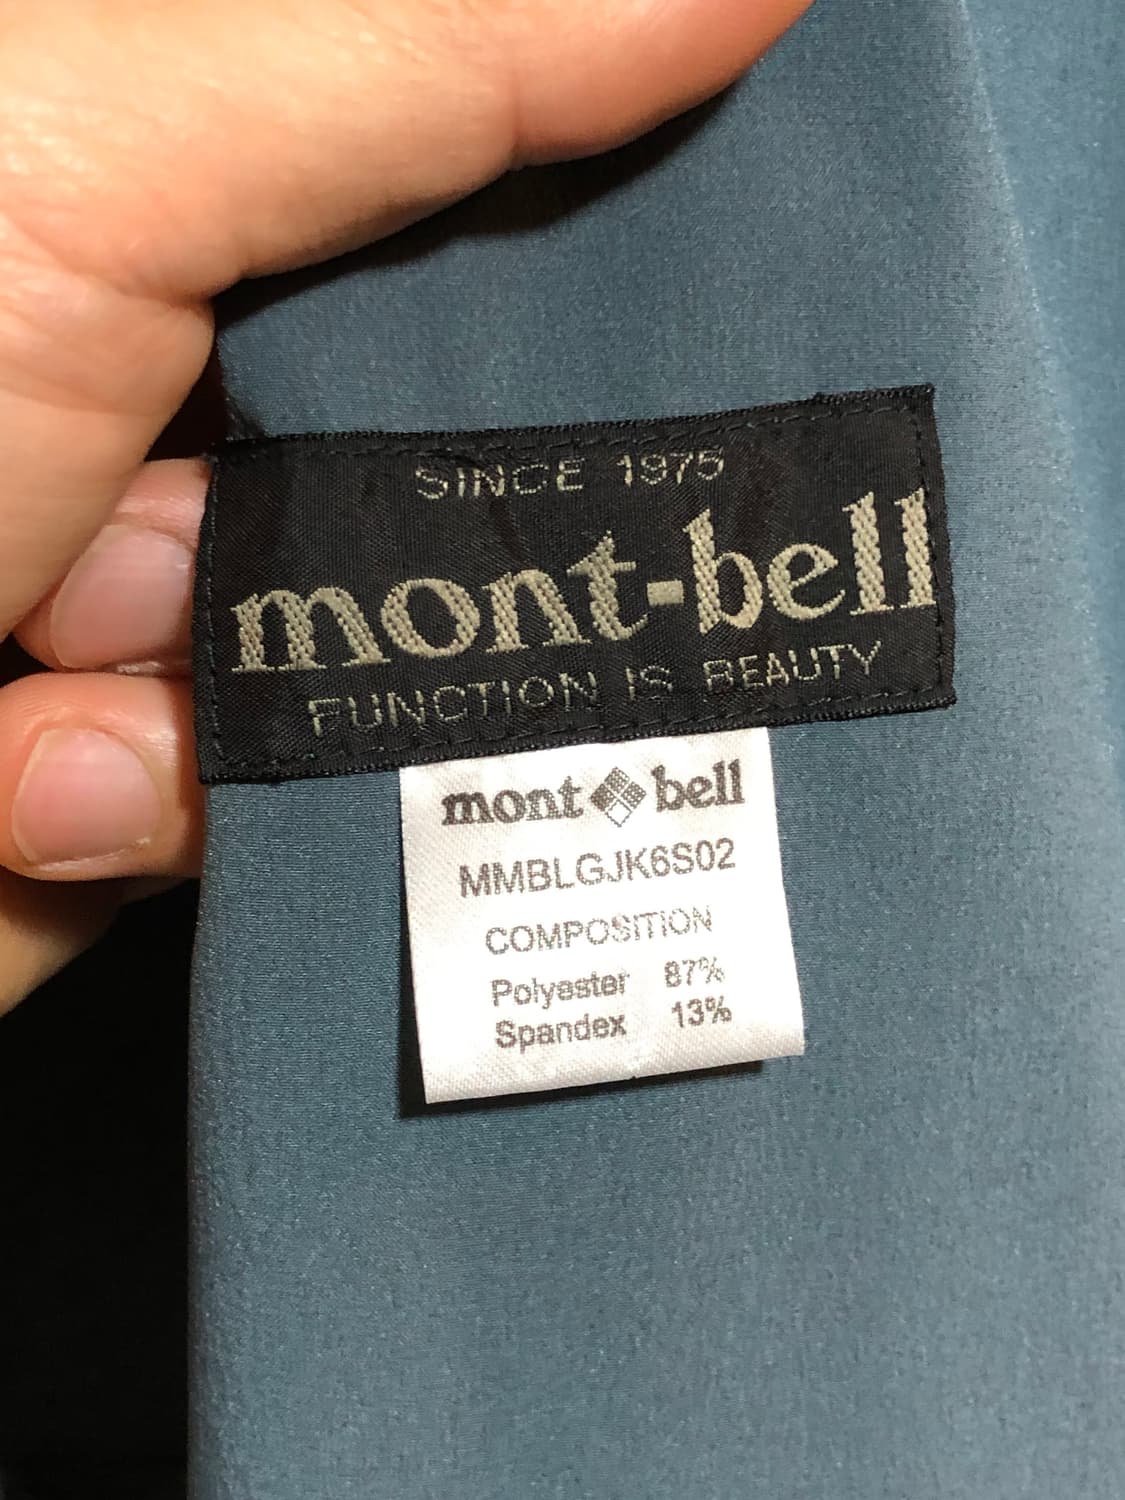 SINCE 1975
mont-bell
FUNCTION IS BEAUTY
mont bell
MMBLGJK6S02
COMPOSITION
Polyester 87%
Spandex 13%